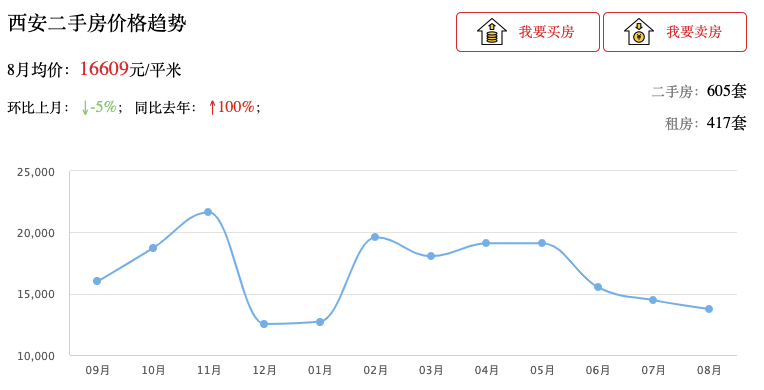 西安二手房价格趋势
我要买房
我要卖房
8月均价：16609元/平米
二手房：605套
环比上月：↓-5%； 同比去年：↑100%；
租房：417套
25,000
20,000
15,000
10,000
09月 10月 11月 12月 01月 02月 03月 04月 05月 06月 07月 08月